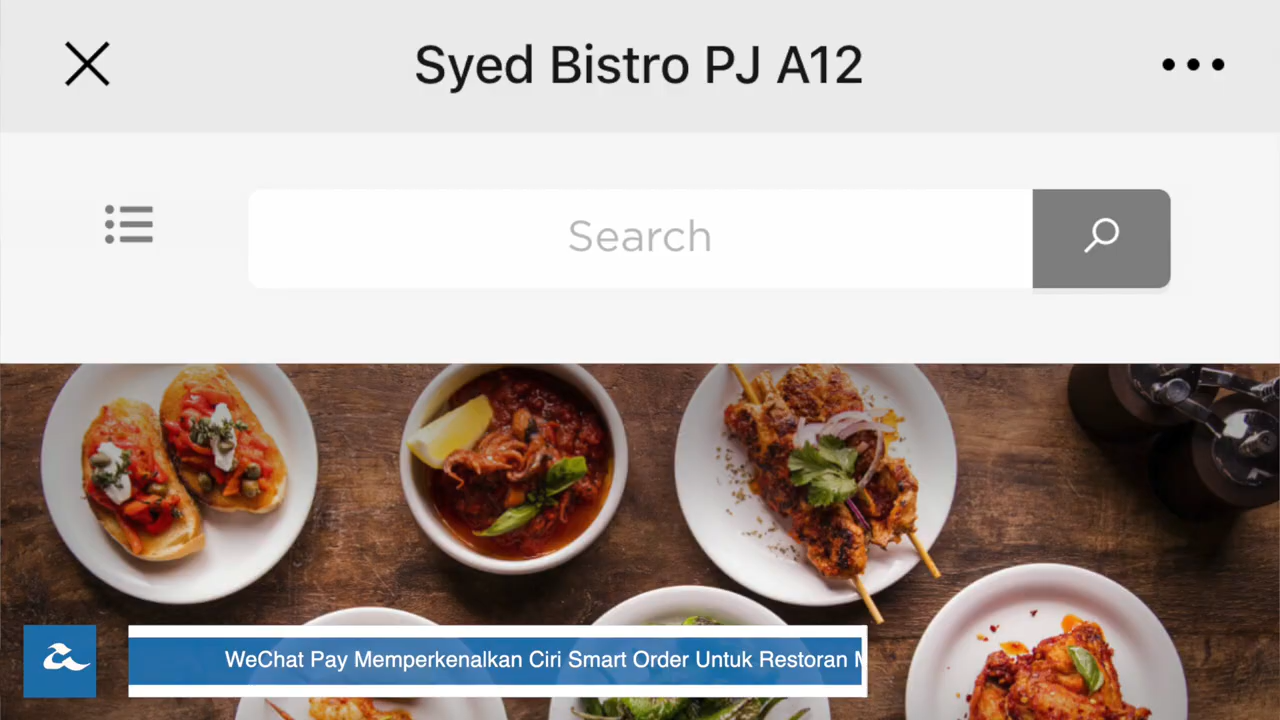 Syed Bistro PJ A12
Search
WeChat Pay Memperkenalkan Ciri Smart Order Untuk Restoran